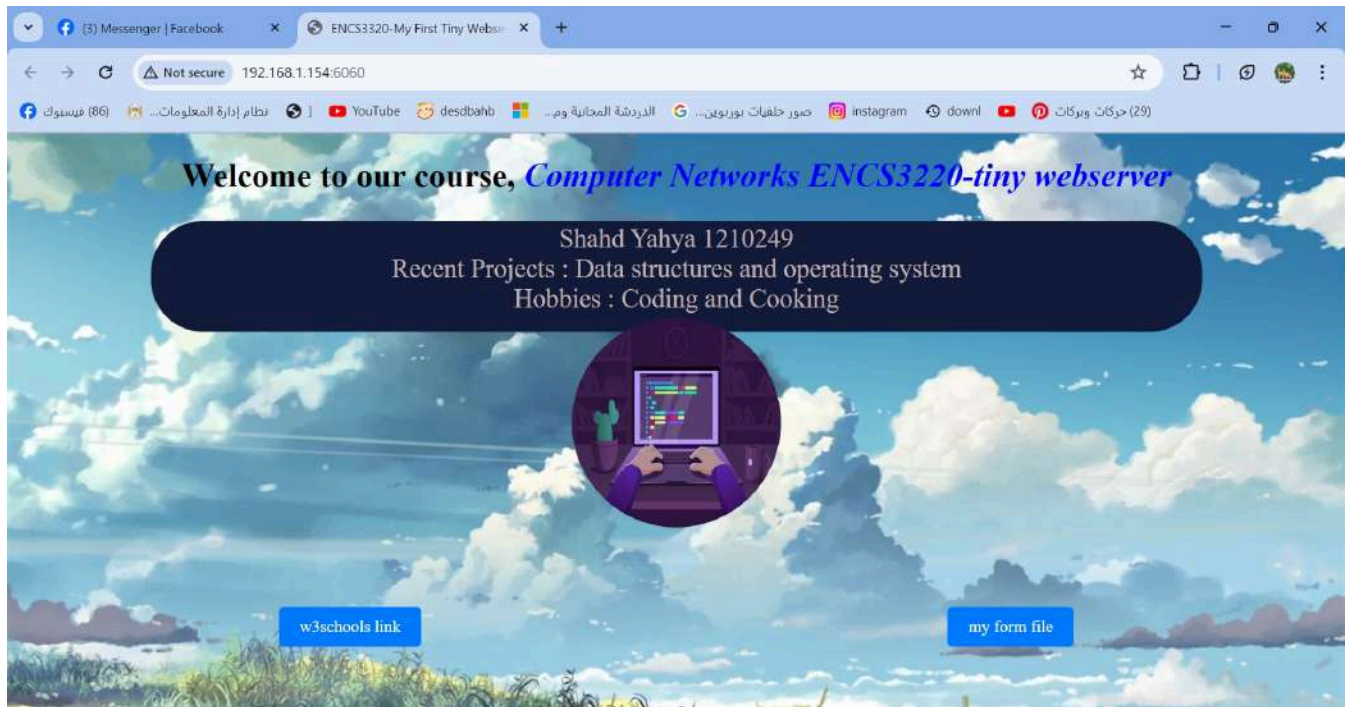 (3) Messenger | Facebook
ENCS3320-My First Tiny Webse
Not secure 192.168.1.154:6060
(86) فيسبوك
نظام إدارة المعلومات...
[
YouTube
desdbahb
الدردشة المجانية وم...
صور خلفيات بوربوين...
instagram
downl
(29) حركات وبركات
Welcome to our course, Computer Networks ENCS3220-tiny webserver
Shahd Yahya 1210249
Recent Projects : Data structures and operating system
Hobbies : Coding and Cooking
w3schools link
my form file